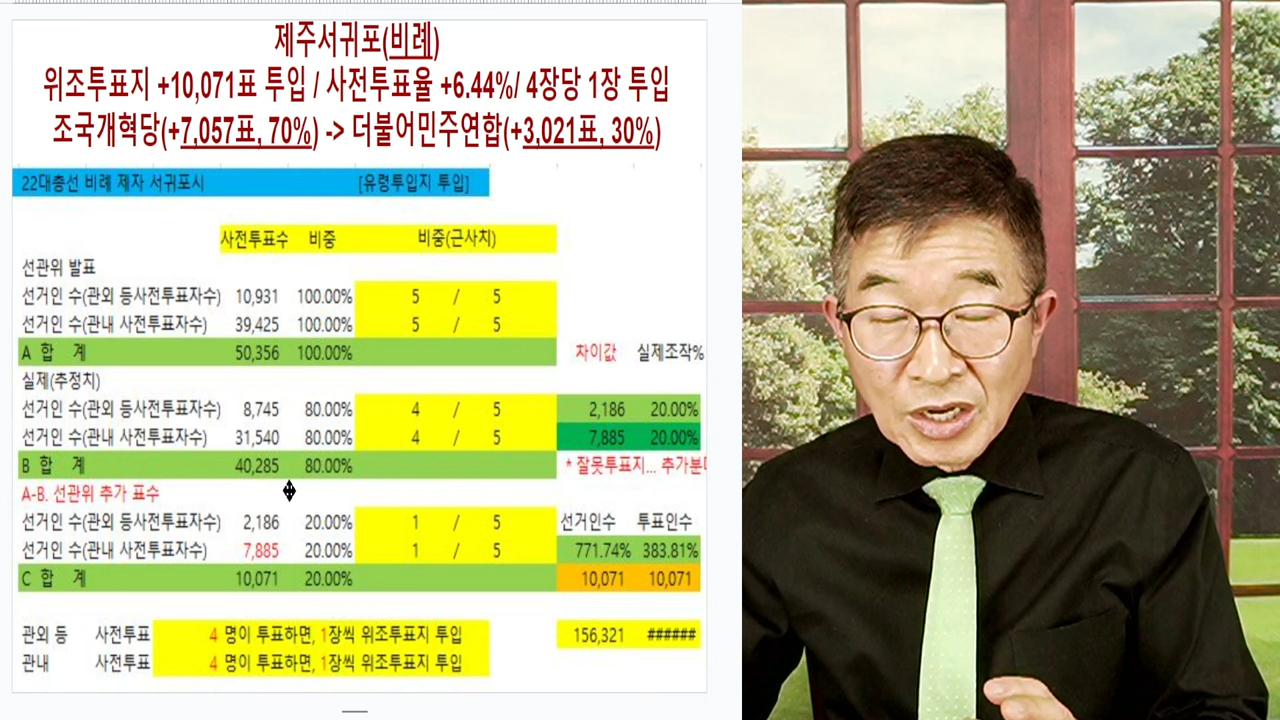 제주서귀포(비례)
위조투표지 +10,071표 투입 / 사전투표율 +6.44%/ 4장당 1장 투입
조국개혁당(+7,057표, 70%) -> 더불어민주연합(+3,021표, 30%)
22대총선 비례 제자 서귀포시 [유령투입지 투입]
사전투표수 비중 비중(근사치)
선관위 발표
선거인 수(관외 등사전투표자수) 10,931 100.00% 5 / 5
선거인 수(관내 사전투표자수) 39,425 100.00% 5 / 5
A 합 계 50,356 100.00% 차이값 실제조작%
실제(추정치)
선거인 수(관외 등사전투표자수) 8,745 80.00% 4 / 5 2,186 20.00%
선거인 수(관내 사전투표자수) 31,540 80.00% 4 / 5 7,885 20.00%
B 합 계 40,285 80.00% * 잘못투표지... 추가분
A-B. 선관위 추가 표수
선거인 수(관외 등사전투표자수) 2,186 20.00% 1 / 5 선거인수 투표인수
선거인 수(관내 사전투표자수) 7,885 20.00% 1 / 5 771.74% 383.81%
C 합 계 10,071 20.00% 10,071 10,071
관외 등 사전투표 4 명이 투표하면, 1장씩 위조투표지 투입 156,321 ######
관내 사전투표 4 명이 투표하면, 1장씩 위조투표지 투입